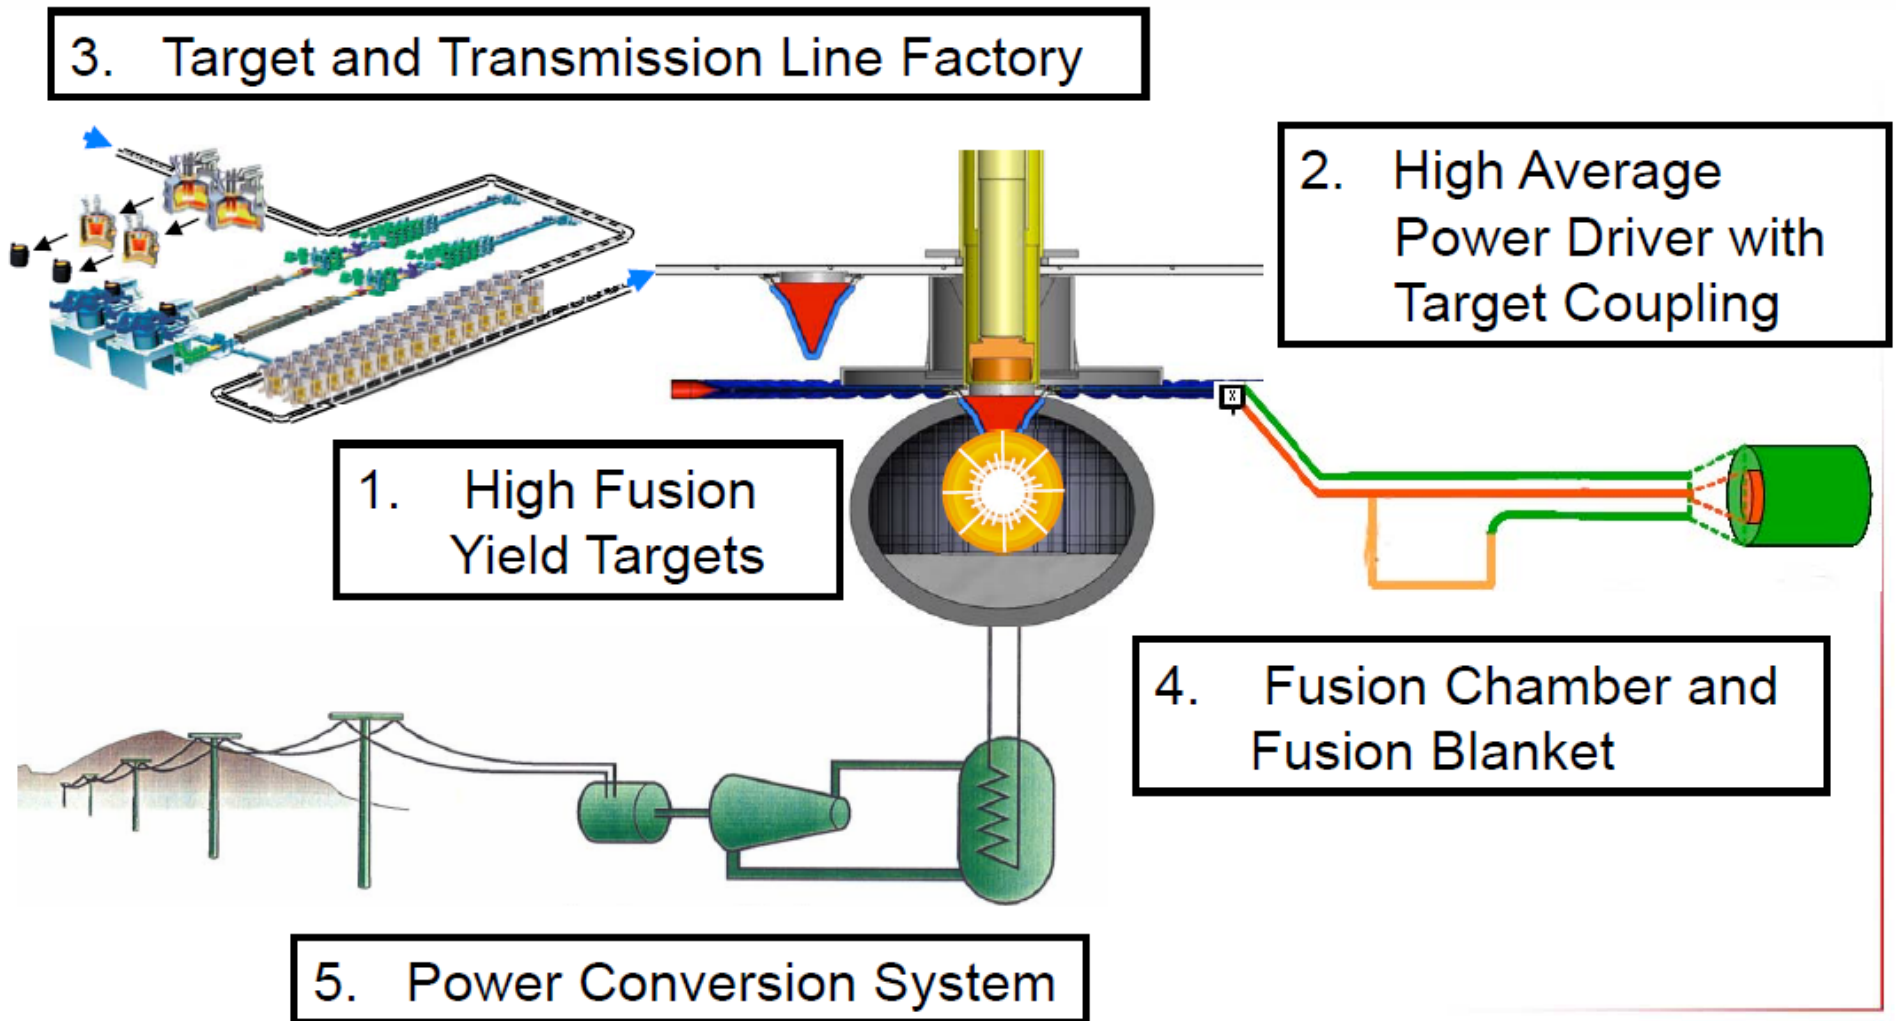 3. Target and Transmission Line Factory
2. High Average
Power Driver with
Target Coupling
1. High Fusion
Yield Targets
4. Fusion Chamber and
Fusion Blanket
5. Power Conversion System